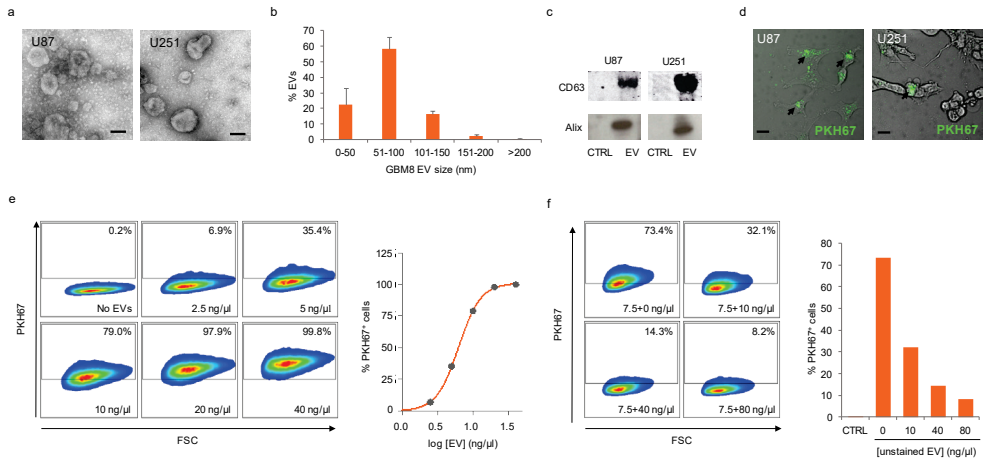 a
U87
U251
b
% EVs
70
60
50
40
30
20
10
0
0-50
51-100
101-150
151-200
>200
GBM8 EV size (nm)
c
U87
U251
CD63
Alix
CTRL
EV
CTRL
EV
d
U87
PKH67
U251
PKH67
e
PKH67
0.2%
No EVs
6.9%
2.5 ng/µl
35.4%
5 ng/µl
79.0%
10 ng/µl
97.9%
20 ng/µl
99.8%
40 ng/µl
FSC
% PKH67+ cells
125
100
75
50
25
0
0.0
0.5
1.0
1.5
log [EV] (ng/µl)
f
PKH67
73.4%
7.5+0 ng/µl
32.1%
7.5+10 ng/µl
14.3%
7.5+40 ng/µl
8.2%
7.5+80 ng/µl
FSC
% PKH67+ cells
80
70
60
50
40
30
20
10
0
CTRL
0
10
40
80
[unstained EV] (ng/µl)